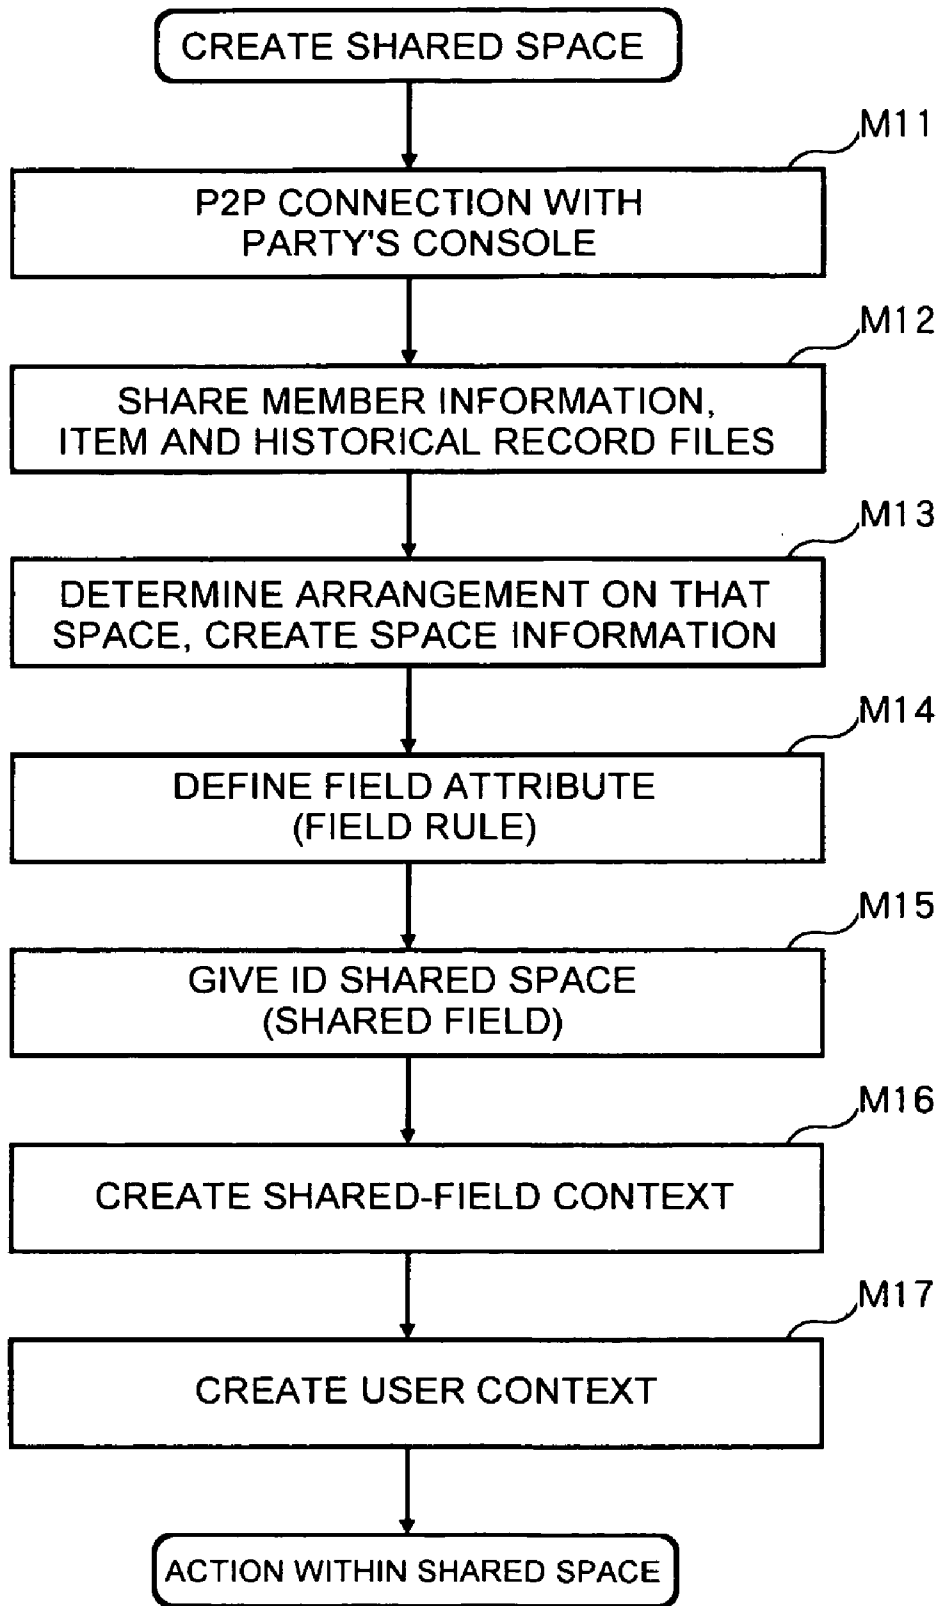 CREATE SHARED SPACE
M11
P2P CONNECTION WITH
PARTY'S CONSOLE
M12
SHARE MEMBER INFORMATION,
ITEM AND HISTORICAL RECORD FILES
M13
DETERMINE ARRANGEMENT ON THAT
SPACE, CREATE SPACE INFORMATION
M14
DEFINE FIELD ATTRIBUTE
(FIELD RULE)
M15
GIVE ID SHARED SPACE
(SHARED FIELD)
M16
CREATE SHARED-FIELD CONTEXT
M17
CREATE USER CONTEXT
ACTION WITHIN SHARED SPACE